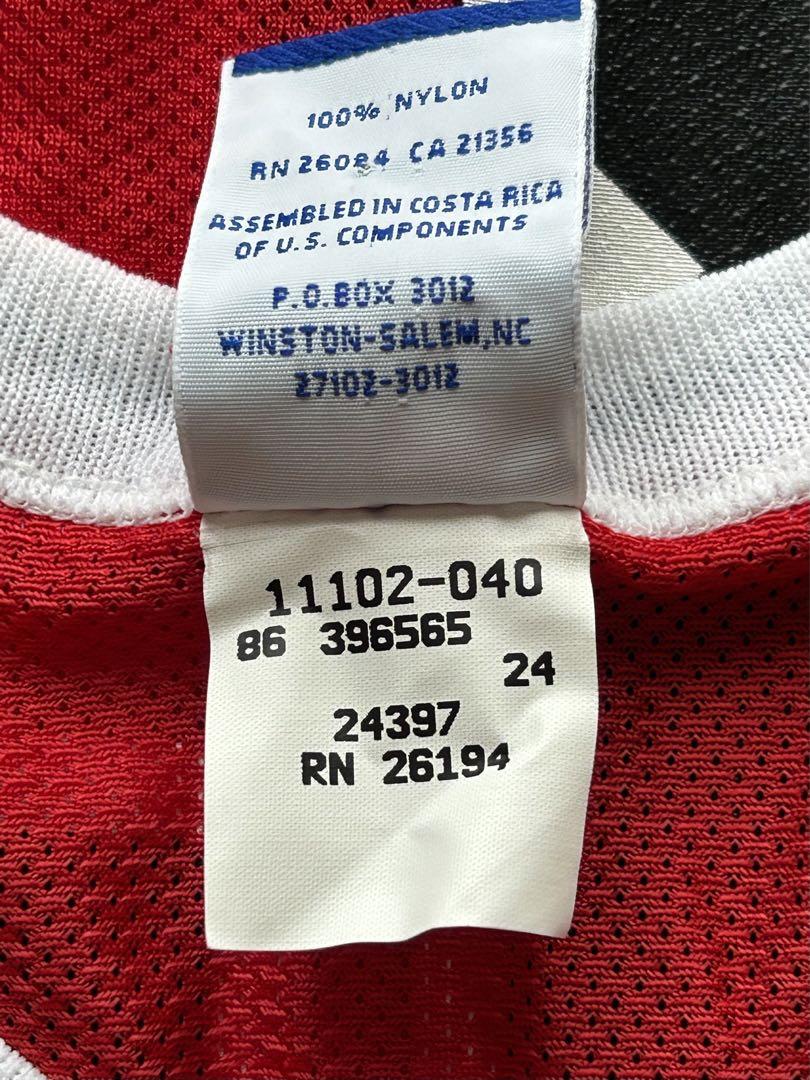 100% NYLON
RN 26094 CA 21356
ASSEMBLED IN COSTA RICA
OF U.S. COMPONENTS
P.O.BOX 3012
WINSTON-SALEM,NC
27102-3012
11102-040
86 396565
24
24397
RN 26194